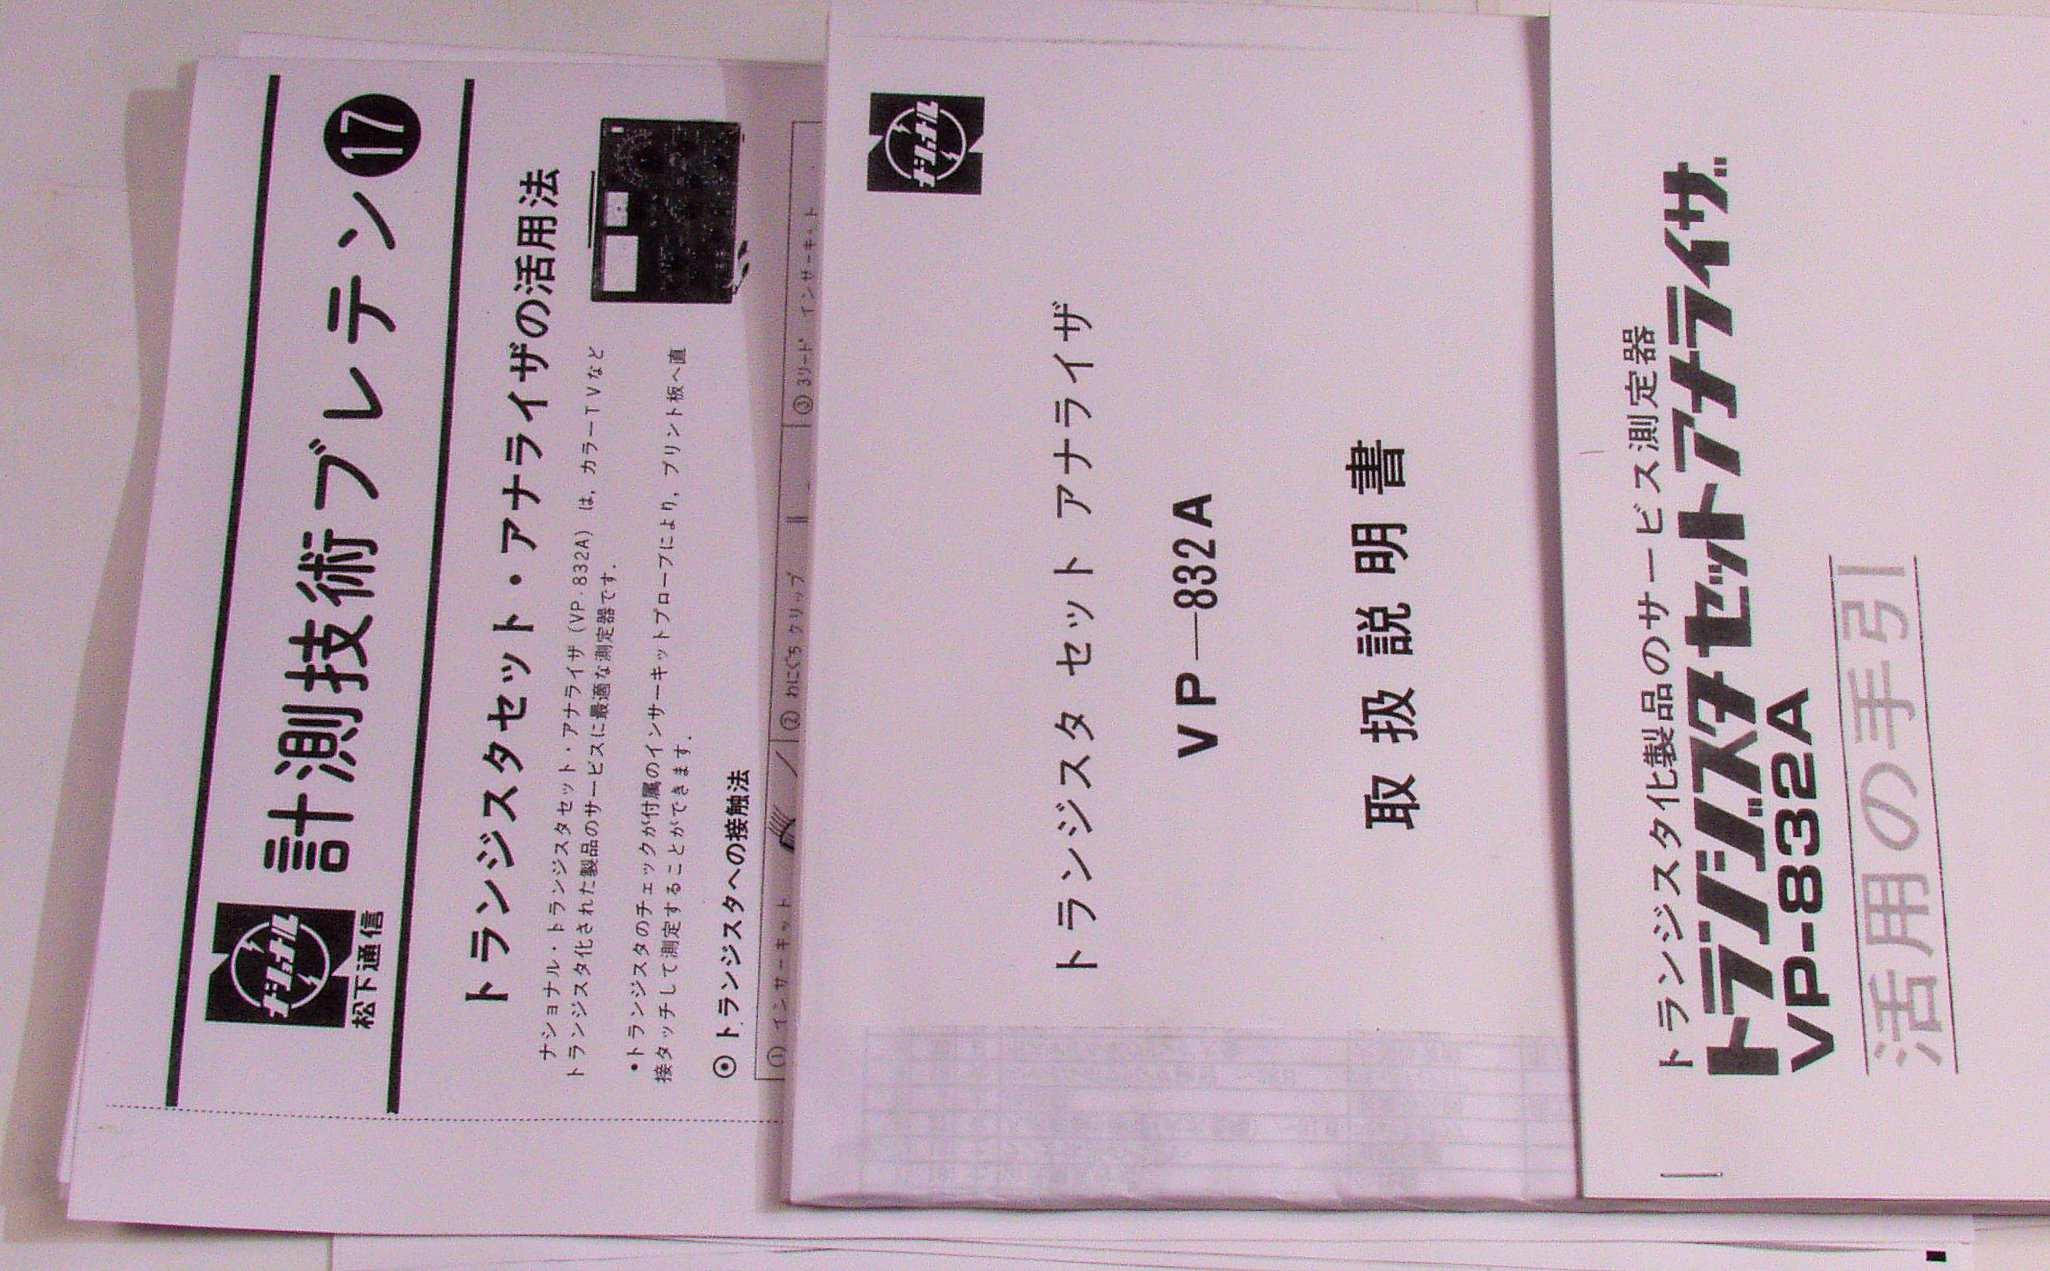 ナショナル
松下通信
計測技術ブレテン 17
トランジスタセット・アナライザの活用法
ナショナル・トランジスタセット・アナライザ（VP.832A）は，カラーTVなど
トランジスタ化された製品のサービスに最適な測定器です．
•トランジスタのチェックが付属のインサーキットプローブにより，プリント板へ直
接タッチして測定することができます．
⊙トランジスタへの接触法
① インサーキット
② わにぐちクリップ
③ 3リード インサーキット
ナショナル
トランジスタ セット アナライザ
VP—832A
取扱説明書
トランジスタ化製品のサービス測定器
トランジスタセットアナライザ
VP-832A
活用の手引